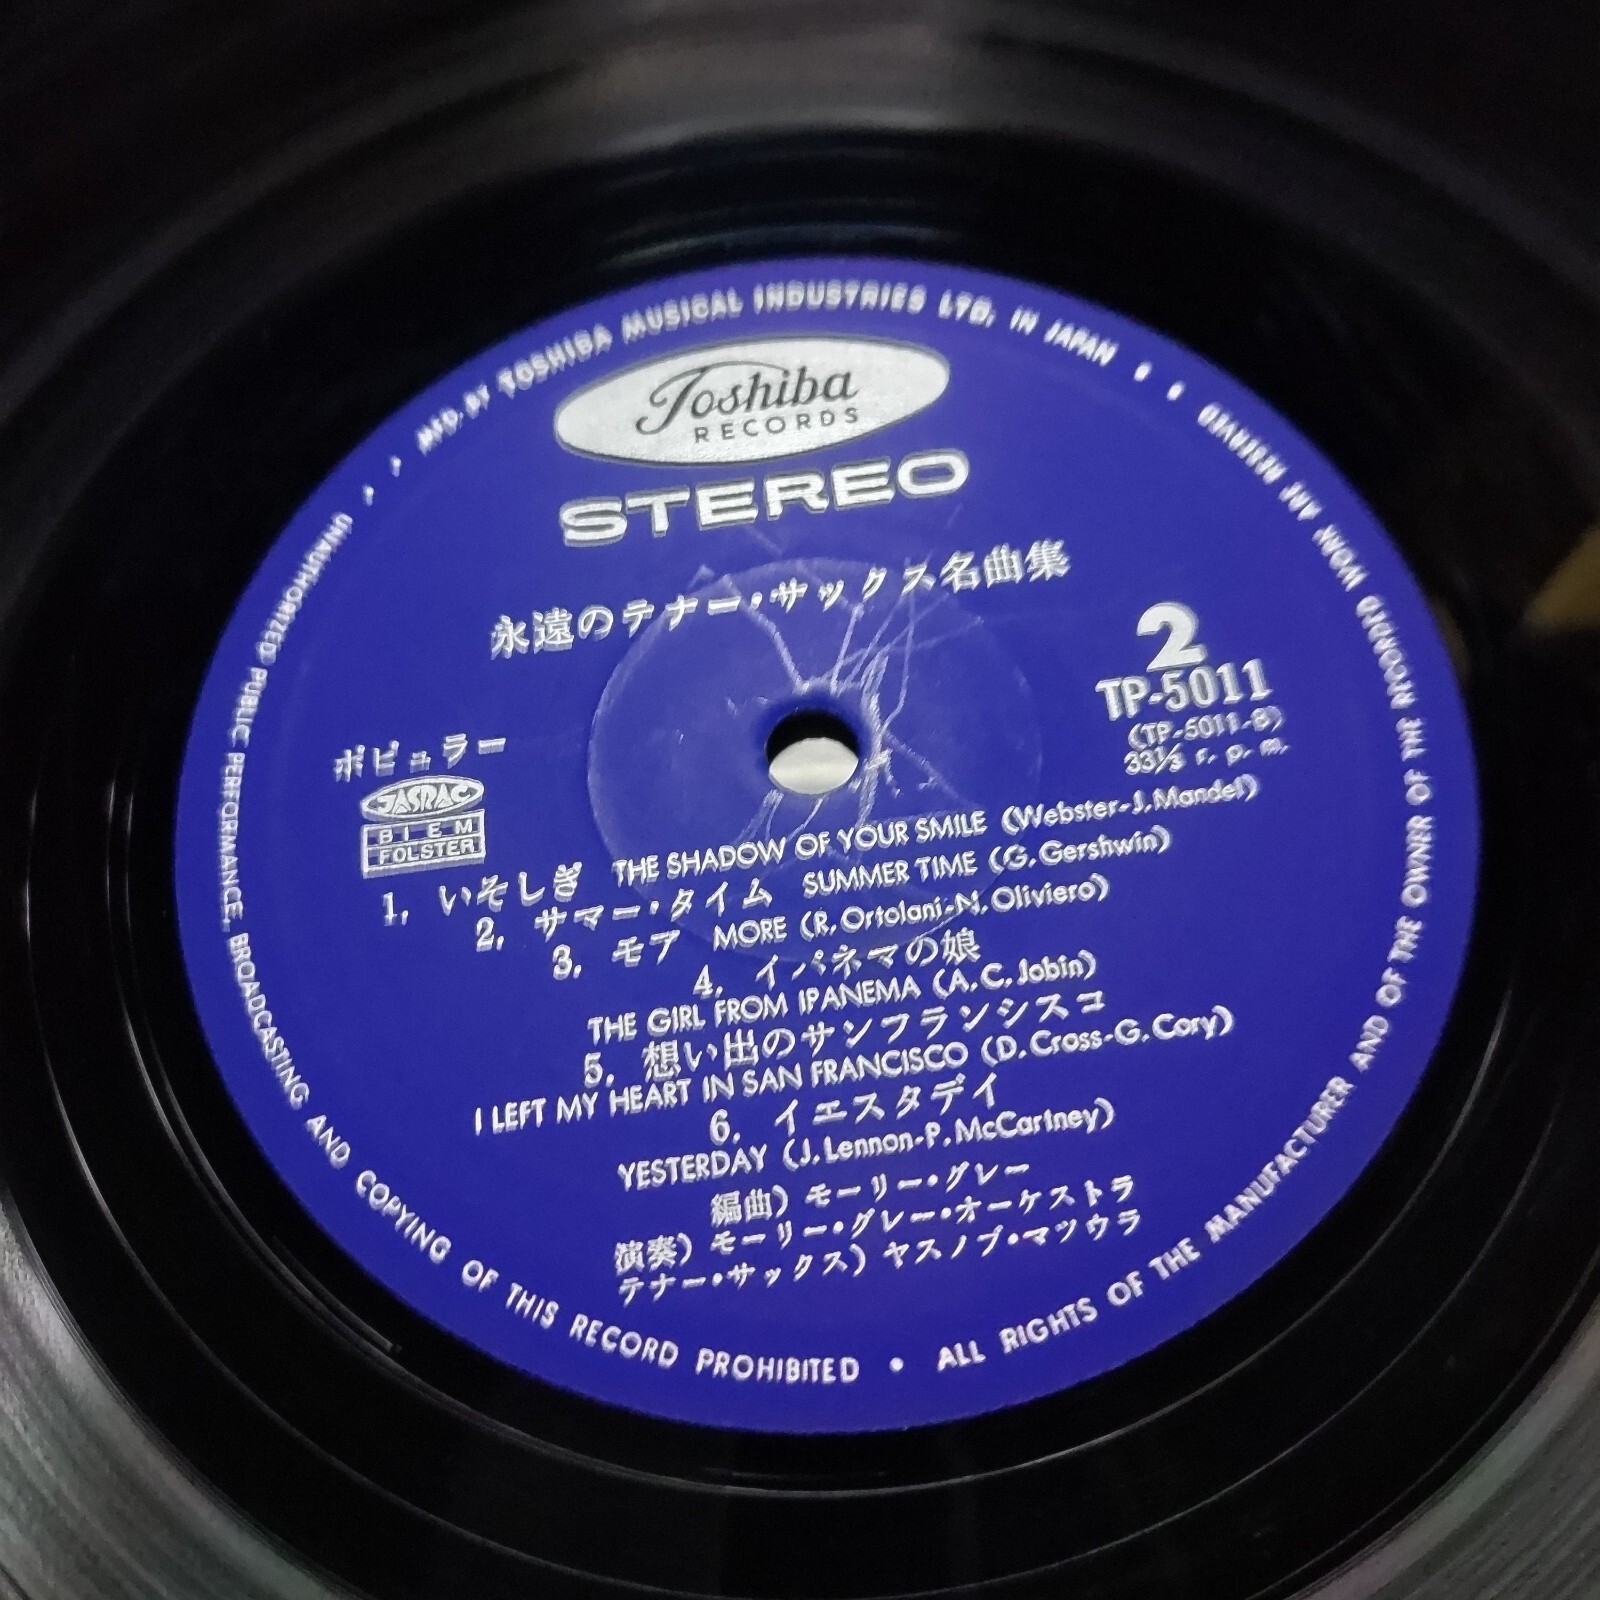 MFD. BY TOSHIBA MUSICAL INDUSTRIES LTD, IN JAPAN
Toshiba
RECORDS
STEREO
永遠のテナー・サックス名曲集
2
TP-5011
(TP-5011-B)
33⅓ r. p. m.
ポピュラー
JASRAC
BIEM
FOLSTER
1. いそしぎ THE SHADOW OF YOUR SMILE (Webster-J.Mandel)
2. サマー・タイム SUMMER TIME (G.Gershwin)
3. モア MORE (R.Ortolani-N.Oliviero)
4. イパネマの娘
THE GIRL FROM IPANEMA (A.C.Jobin)
5. 想い出のサンフランシスコ
I LEFT MY HEART IN SAN FRANCISCO (D.Cross-G.Cory)
6. イエスタデイ
YESTERDAY (J.Lennon-P.McCartney)
編曲) モーリー・グレー
演奏) モーリー・グレー・オーケストラ
テナー・サックス) ヤスノブ・マツウラ
UNAUTHORIZED PUBLIC PERFORMANCE, BROADCASTING AND COPYING OF THIS RECORD PROHIBITED • ALL RIGHTS OF THE MANUFACTURER AND OF THE OWNER OF THE RECORDED WORK ARE RESERVED